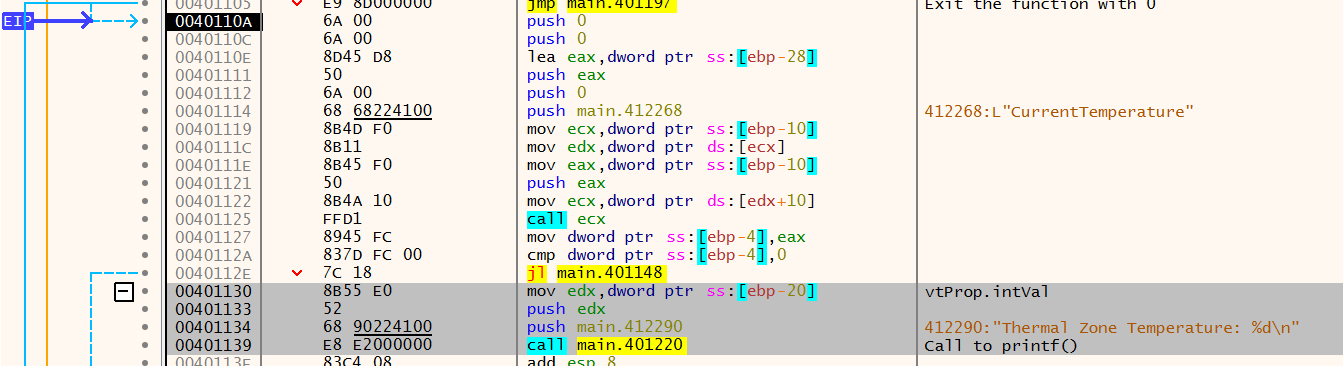 00401105 E9 8D000000 jmp main.401197 Exit the function with 0
EIP 0040110A 6A 00 push 0
0040110C 6A 00 push 0
0040110E 8D45 D8 lea eax,dword ptr ss:[ebp-28]
00401111 50 push eax
00401112 6A 00 push 0
00401114 68 68224100 push main.412268 412268:L"CurrentTemperature"
00401119 8B4D F0 mov ecx,dword ptr ss:[ebp-10]
0040111C 8B11 mov edx,dword ptr ds:[ecx]
0040111E 8B45 F0 mov eax,dword ptr ss:[ebp-10]
00401121 50 push eax
00401122 8B4A 10 mov ecx,dword ptr ds:[edx+10]
00401125 FFD1 call ecx
00401127 8945 FC mov dword ptr ss:[ebp-4],eax
0040112A 837D FC 00 cmp dword ptr ss:[ebp-4],0
0040112E 7C 18 jl main.401148
00401130 8B55 E0 mov edx,dword ptr ss:[ebp-20] vtProp.intVal
00401133 52 push edx
00401134 68 90224100 push main.412290 412290:"Thermal Zone Temperature: %d\n"
00401139 E8 E2000000 call main.401220 Call to printf()
0040113E 83C4 08 add esp 8